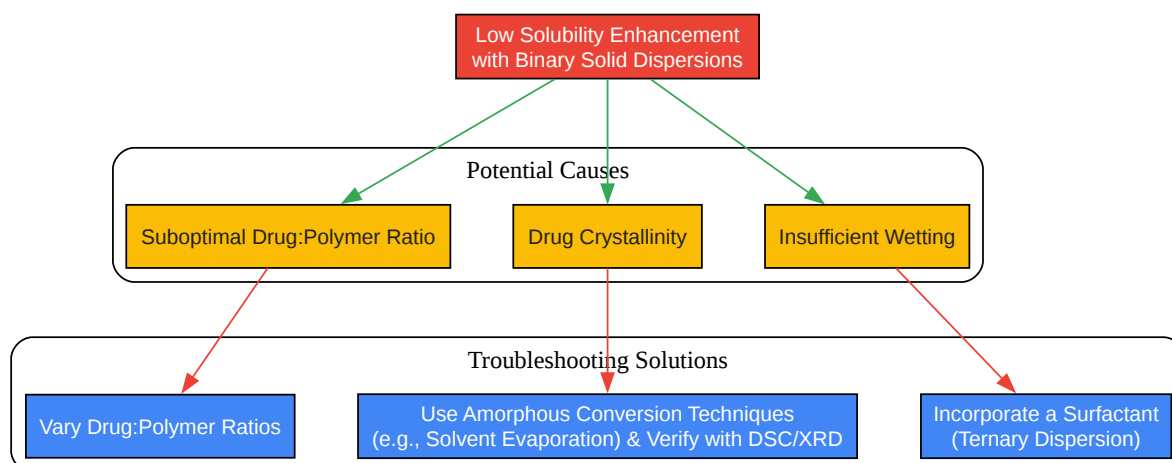 Low Solubility Enhancement
with Binary Solid Dispersions
Potential Causes
Suboptimal Drug:Polymer Ratio
Drug Crystallinity
Insufficient Wetting
Troubleshooting Solutions
Vary Drug:Polymer Ratios
Use Amorphous Conversion Techniques
(e.g., Solvent Evaporation) & Verify with DSC/XRD
Incorporate a Surfactant
(Ternary Dispersion)